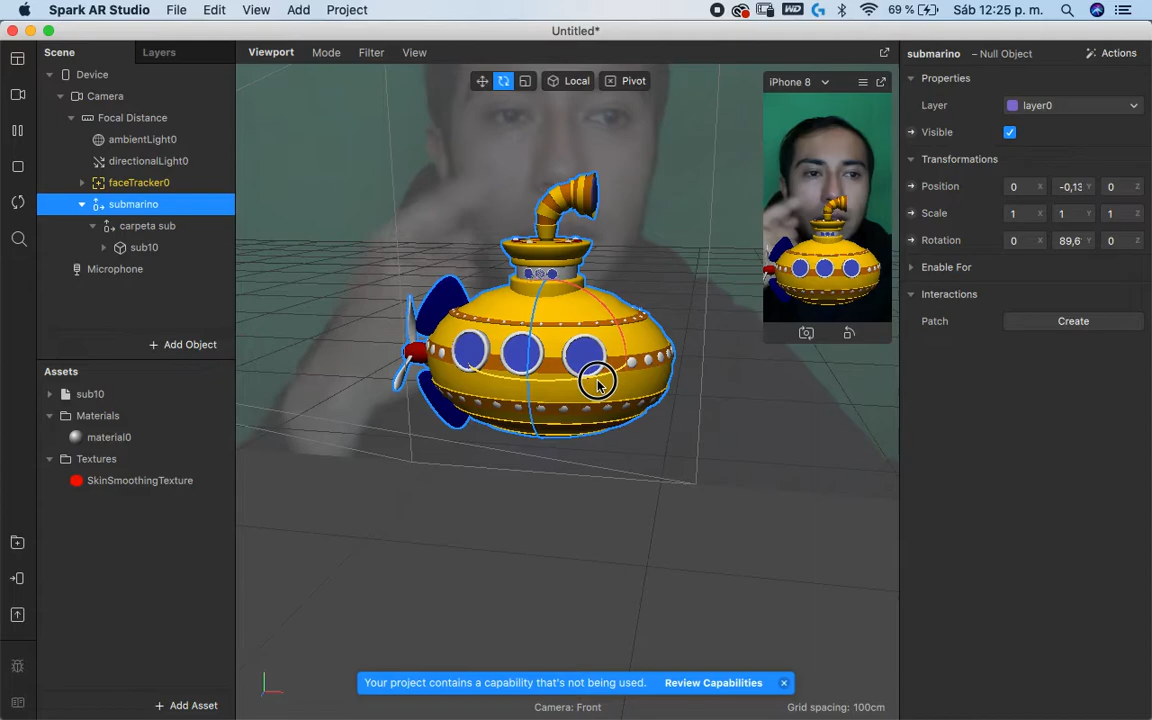 Spark AR Studio File Edit View Add Project 69 % Sáb 12:25 p. m.
Untitled*
Scene Layers
Device
Camera
Focal Distance
ambientLight0
directionalLight0
faceTracker0
submarino
carpeta sub
sub10
Microphone
+ Add Object
Assets
sub10
Materials
material0
Textures
SkinSmoothingTexture
+ Add Asset
Viewport Mode Filter View
Local Pivot
iPhone 8
Your project contains a capability that's not being used. Review Capabilities
Camera: Front Grid spacing: 100cm
submarino – Null Object Actions
Properties
Layer layer0
Visible
Transformations
Position 0 X -0,13 Y 0 Z
Scale 1 X 1 Y 1 Z
Rotation 0 X 89,6 Y 0 Z
Enable For
Interactions
Patch Create